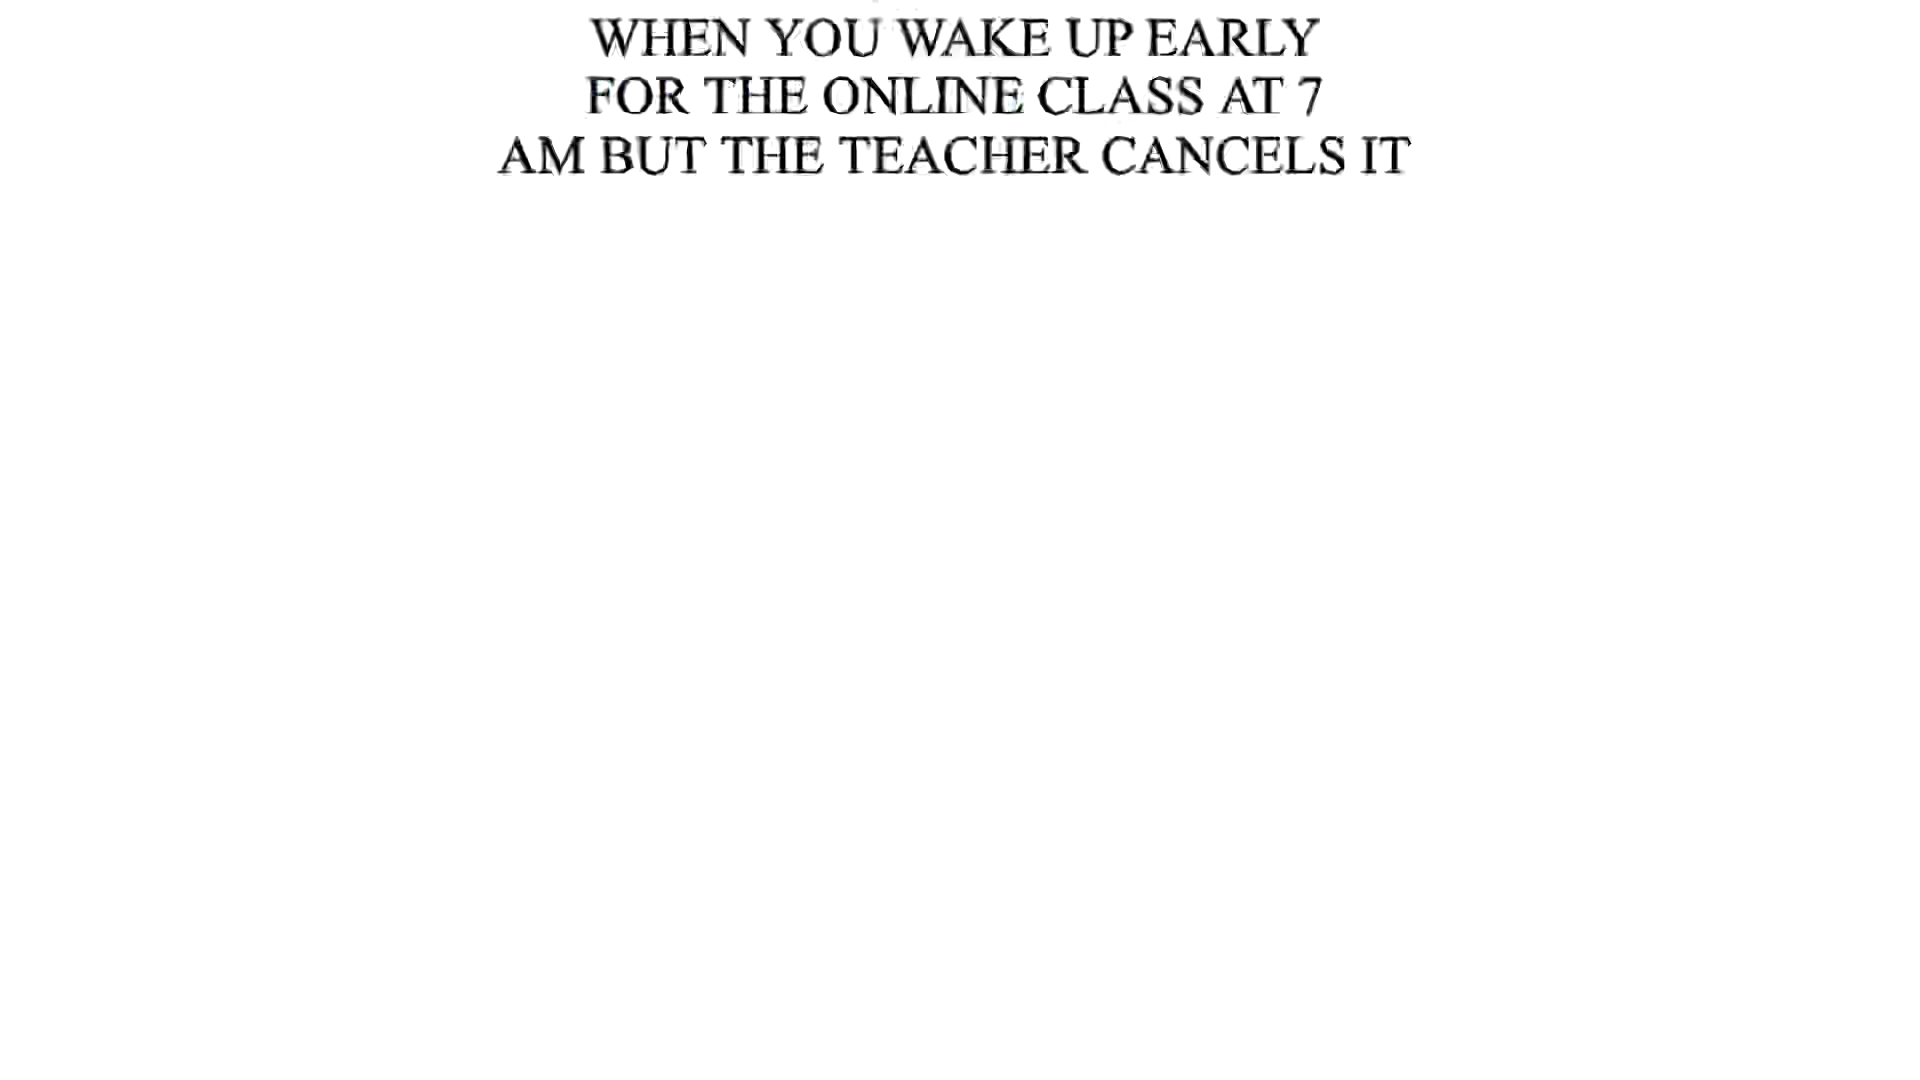 WHEN YOU WAKE UP EARLY
FOR THE ONLINE CLASS AT 7
AM BUT THE TEACHER CANCELS IT